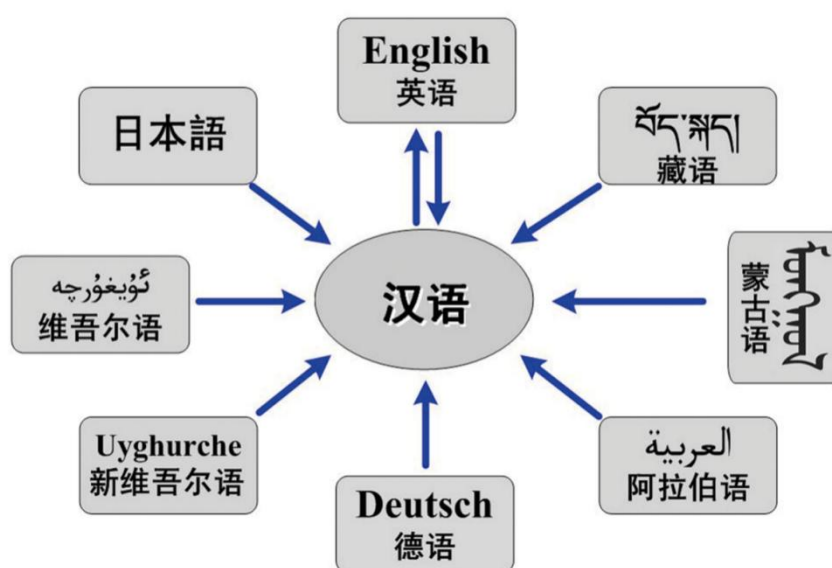 English
英语
日本語
བོད་སྐད།
藏语
ئۇيغۇرچە
维吾尔语
汉语
蒙古语
Uyghurche
新维吾尔语
Deutsch
德语
العربية
阿拉伯语